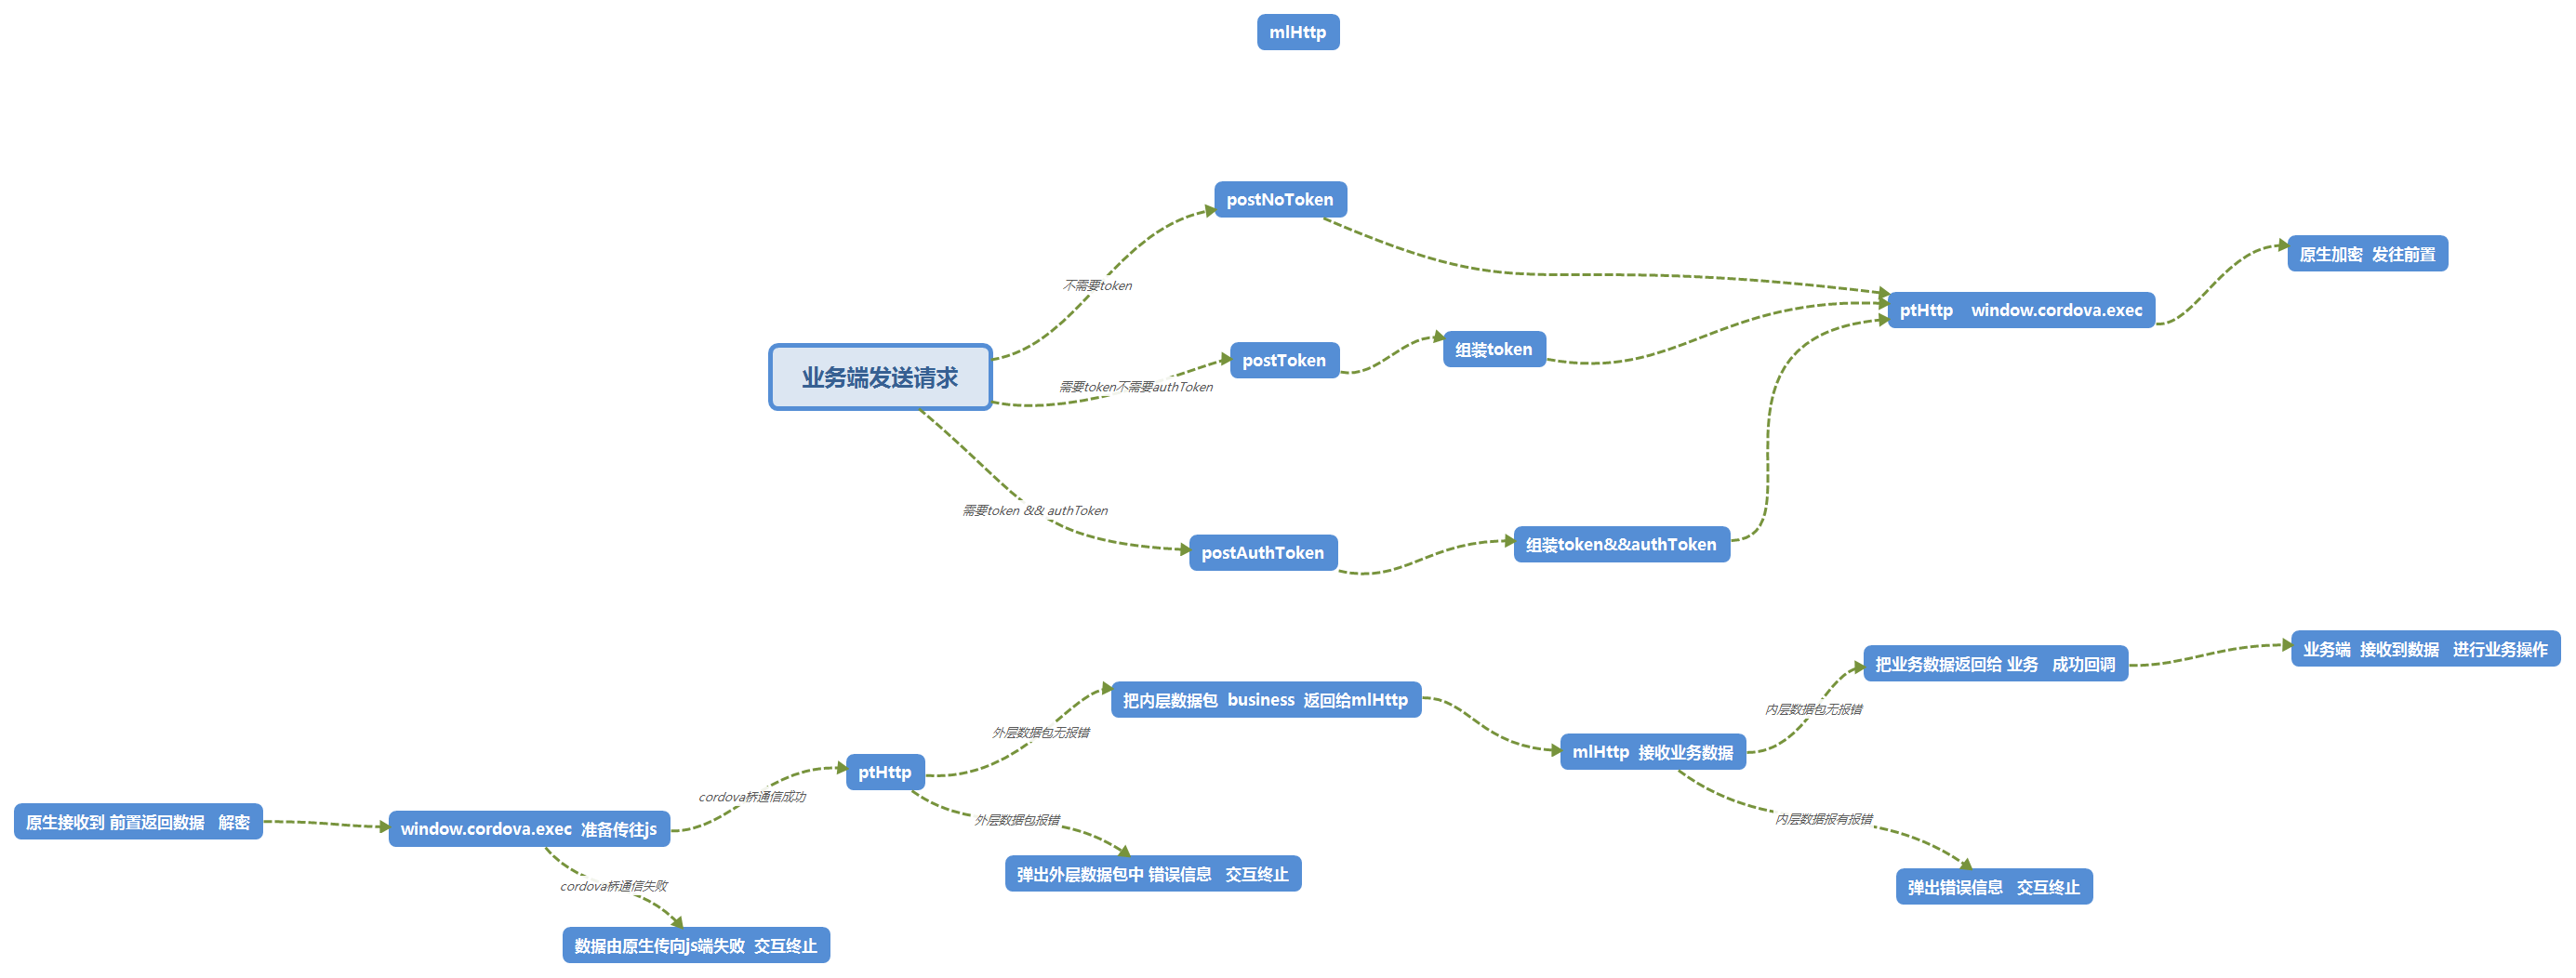 mlHttp
postNoToken
原生加密 发往前置
不需要token
ptHttp window.cordova.exec
组装token
postToken
业务端发送请求
需要token不需要authToken
需要token && authToken
postAuthToken
组装token&&authToken
业务端 接收到数据 进行业务操作
把业务数据返回给 业务 成功回调
把内层数据包 business 返回给mlHttp
内层数据包无报错
外层数据包无报错
mlHttp 接收业务数据
ptHttp
cordova桥通信成功
外层数据包报错
内层数据报有报错
原生接收到 前置返回数据 解密
window.cordova.exec 准备传往js
弹出外层数据包中 错误信息 交互终止
cordova桥通信失败
弹出错误信息 交互终止
数据由原生传向js端失败 交互终止